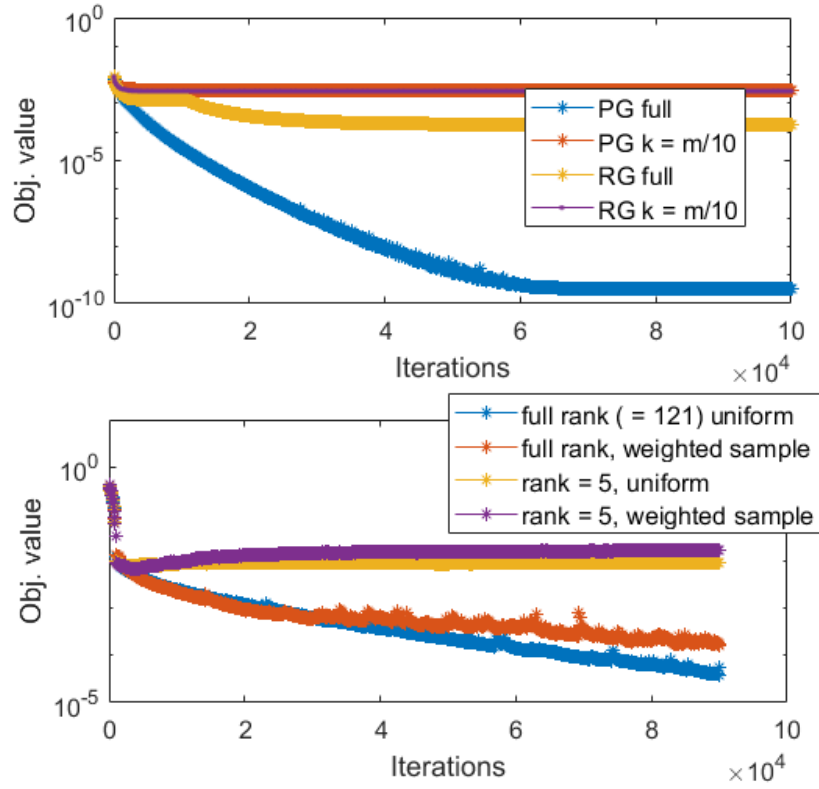 10^0
10^-5
10^-10
Obj. value
PG full
PG k = m/10
RG full
RG k = m/10
0 2 4 6 8 10
Iterations
× 10^4
full rank ( = 121) uniform
full rank, weighted sample
rank = 5, uniform
rank = 5, weighted sample
10^0
10^-5
Obj. value
0 2 4 6 8 10
Iterations
× 10^4